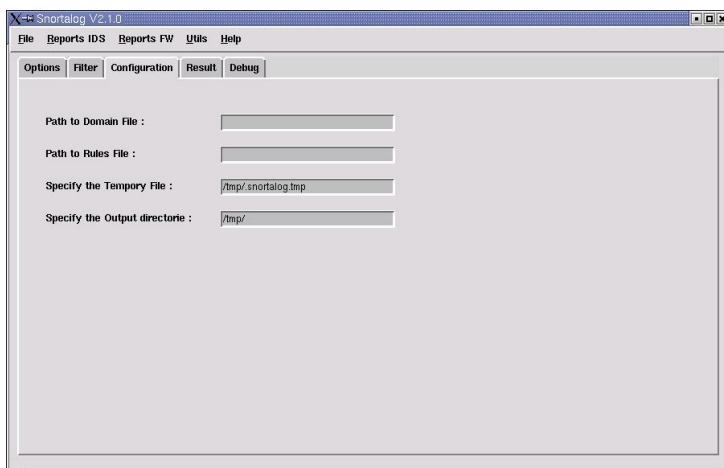 Snortalog V2.1.0
File Reports IDS Reports FW Utils Help
Options Filter Configuration Result Debug
Path to Domain File :
Path to Rules File :
Specify the Tempory File : /tmp/.snortalog.tmp
Specify the Output directorie : /tmp/